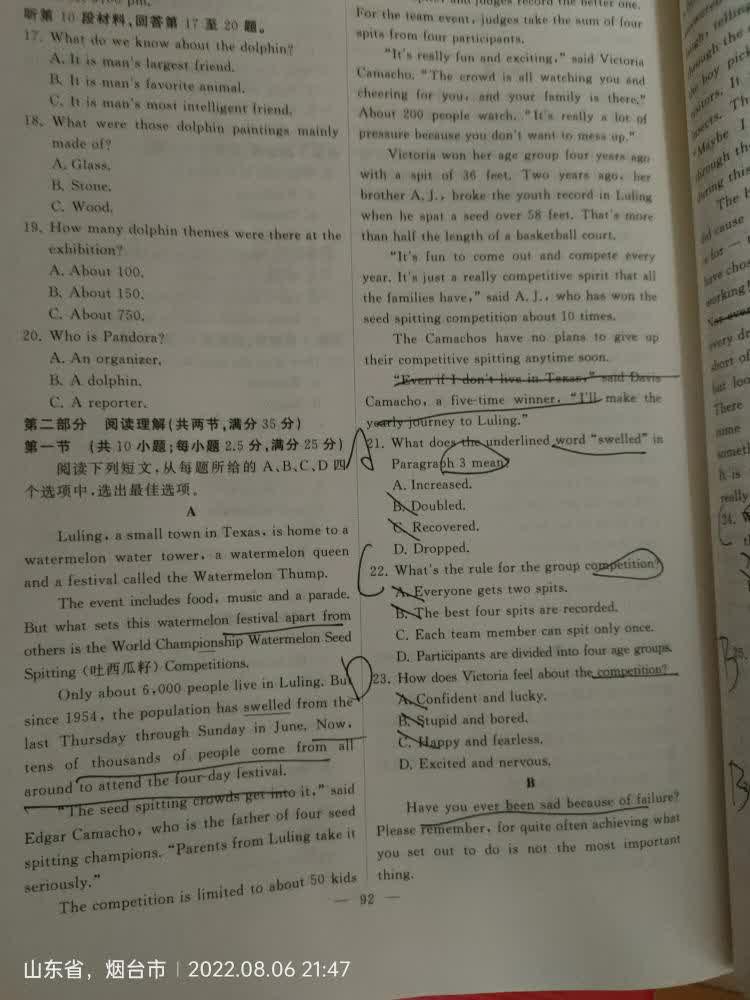 听第 10 段材料,回答第 17 至 20 题。
17. What do we know about the dolphin?
A. It is man's largest friend.
B. It is man's favorite animal.
C. It is man's most intelligent friend.
18. What were those dolphin paintings mainly
made of?
A. Glass.
B. Stone.
C. Wood.
19. How many dolphin themes were there at the
exhibition?
A. About 100.
B. About 150.
C. About 750.
20. Who is Pandora?
A. An organizer.
B. A dolphin.
C. A reporter.
第二部分 阅读理解(共两节,满分 35 分)
第一节 (共 10 小题;每小题 2.5 分,满分 25 分)
阅读下列短文,从每题所给的 A、B、C、D 四
个选项中,选出最佳选项。
A
Luling, a small town in Texas, is home to a
watermelon water tower, a watermelon queen
and a festival called the Watermelon Thump.
The event includes food, music and a parade.
But what sets this watermelon festival apart from
others is the World Championship Watermelon Seed
Spitting (吐西瓜籽) Competitions.
Only about 6,000 people live in Luling. But
since 1954, the population has swelled from the
last Thursday through Sunday in June. Now,
tens of thousands of people come from all
around to attend the four-day festival.
"The seed spitting crowds get into it," said
Edgar Camacho, who is the father of four seed
spitting champions. "Parents from Luling take it
seriously."
The competition is limited to about 50 kids
judges record the better one.
For the team event, judges take the sum of four
spits from four participants.
"It's really fun and exciting," said Victoria
Camacho. "The crowd is all watching you and
cheering for you, and your family is there."
About 200 people watch. "It's really a lot of
pressure because you don't want to mess up."
Victoria won her age group four years ago
with a spit of 36 feet. Two years ago, her
brother A. J., broke the youth record in Luling
when he spat a seed over 58 feet. That's more
than half the length of a basketball court.
"It's fun to come out and compete every
year. It's just a really competitive spirit that all
the families have," said A. J., who has won the
seed spitting competition about 10 times.
The Camachos have no plans to give up
their competitive spitting anytime soon.
"Even if I don't live in Texas," said Davis
Camacho, a five-time winner, "I'll make the
yearly journey to Luling."
21. What does the underlined word "swelled" in
Paragraph 3 mean?
A. Increased.
B. Doubled.
C. Recovered.
D. Dropped.
22. What's the rule for the group competition?
A. Everyone gets two spits.
B. The best four spits are recorded.
C. Each team member can spit only once.
D. Participants are divided into four age groups.
23. How does Victoria feel about the competition?
A. Confident and lucky.
B. Stupid and bored.
C. Happy and fearless.
D. Excited and nervous.
B
Have you ever been sad because of failure?
Please remember, for quite often achieving what
you set out to do is not the most important
thing.
— 92 —
山东省，烟台市 | 2022.08.06 21:47